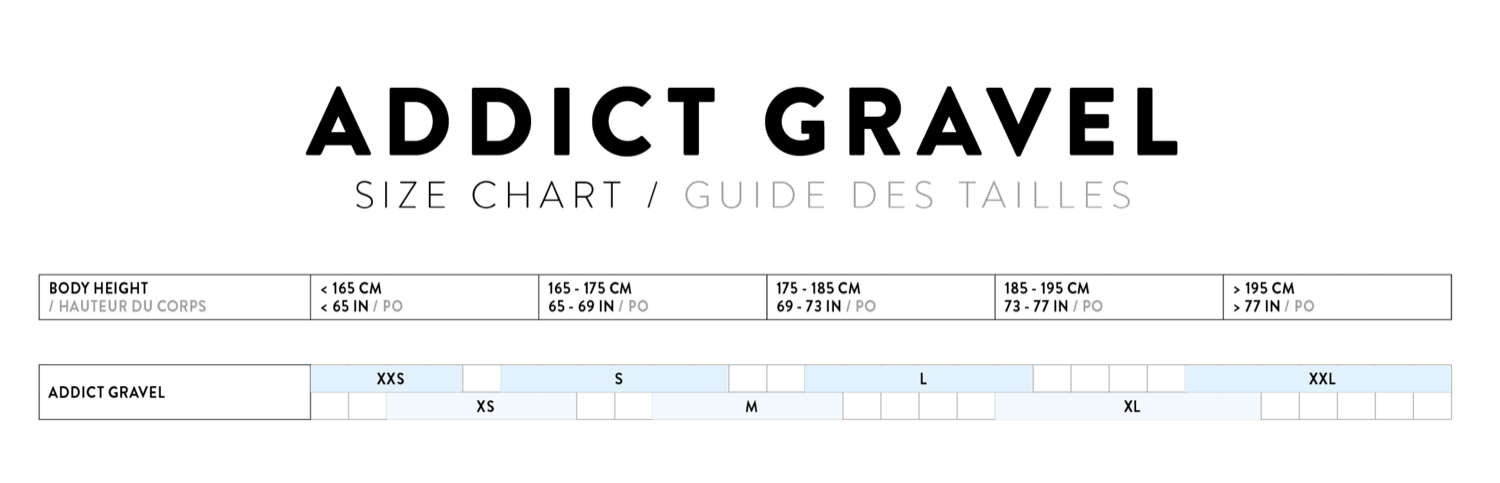 ADDICT GRAVEL
SIZE CHART / GUIDE DES TAILLES
BODY HEIGHT
/ HAUTEUR DU CORPS
< 165 CM
< 65 IN / PO
165 - 175 CM
65 - 69 IN / PO
175 - 185 CM
69 - 73 IN / PO
185 - 195 CM
73 - 77 IN / PO
> 195 CM
> 77 IN / PO
ADDICT GRAVEL
XXS S L XXL
XS M XL